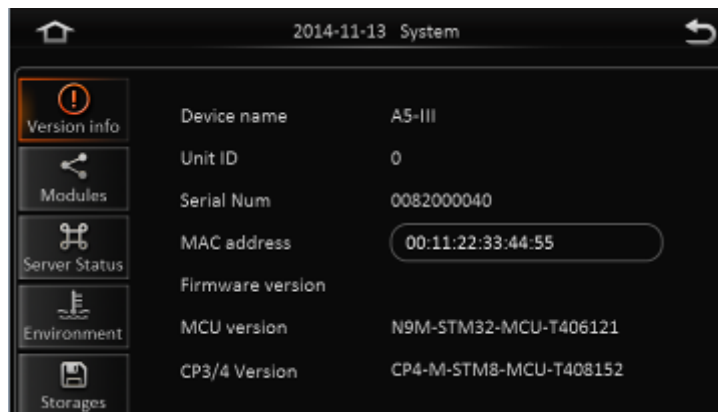 2014-11-13 System
Version info
Device name A5-III
Unit ID 0
Modules
Serial Num 0082000040
Server Status
MAC address 00:11:22:33:44:55
Firmware version
Environment
MCU version N9M-STM32-MCU-T406121
Storages
CP3/4 Version CP4-M-STM8-MCU-T408152